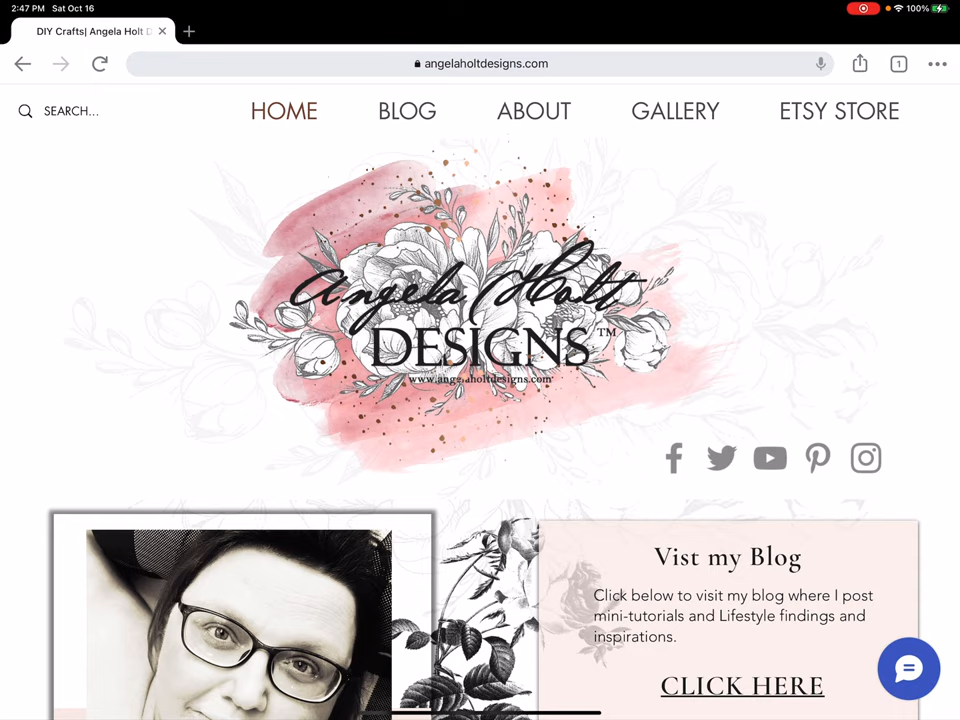 2:47 PM Sat Oct 16
100%
DIY Crafts| Angela Holt D
angelaholtdesigns.com
1
SEARCH...
HOME
BLOG
ABOUT
GALLERY
ETSY STORE
Angela Holt
DESIGNS™
www.angelaholtdesigns.com
Vist my Blog
Click below to visit my blog where I post
mini-tutorials and Lifestyle findings and
inspirations.
CLICK HERE